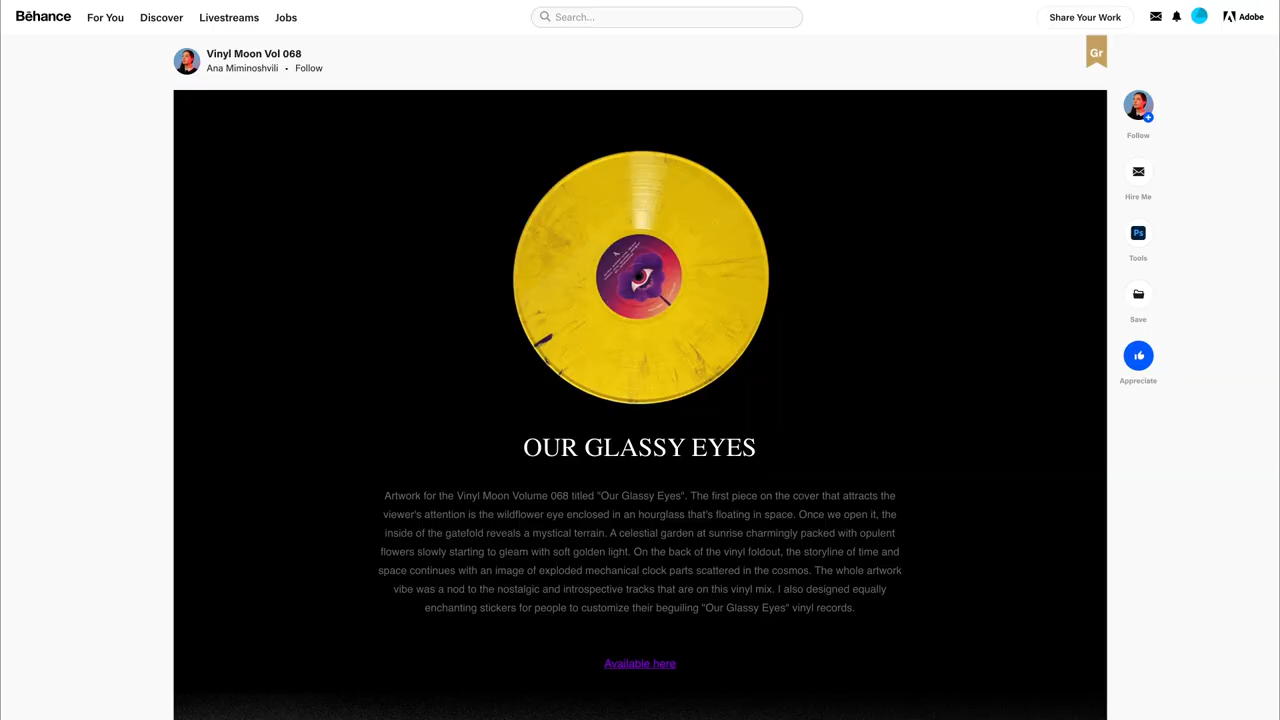 Bēhance For You Discover Livestreams Jobs Search... Share Your Work Adobe
Vinyl Moon Vol 068
Ana Miminoshvili • Follow
Gr
Follow
Hire Me
Ps
Tools
Save
Appreciate
OUR GLASSY EYES
Artwork for the Vinyl Moon Volume 068 titled "Our Glassy Eyes". The first piece on the cover that attracts the
viewer's attention is the wildflower eye enclosed in an hourglass that's floating in space. Once we open it, the
inside of the gatefold reveals a mystical terrain. A celestial garden at sunrise charmingly packed with opulent
flowers slowly starting to gleam with soft golden light. On the back of the vinyl foldout, the storyline of time and
space continues with an image of exploded mechanical clock parts scattered in the cosmos. The whole artwork
vibe was a nod to the nostalgic and introspective tracks that are on this vinyl mix. I also designed equally
enchanting stickers for people to customize their beguiling "Our Glassy Eyes" vinyl records.
Available here